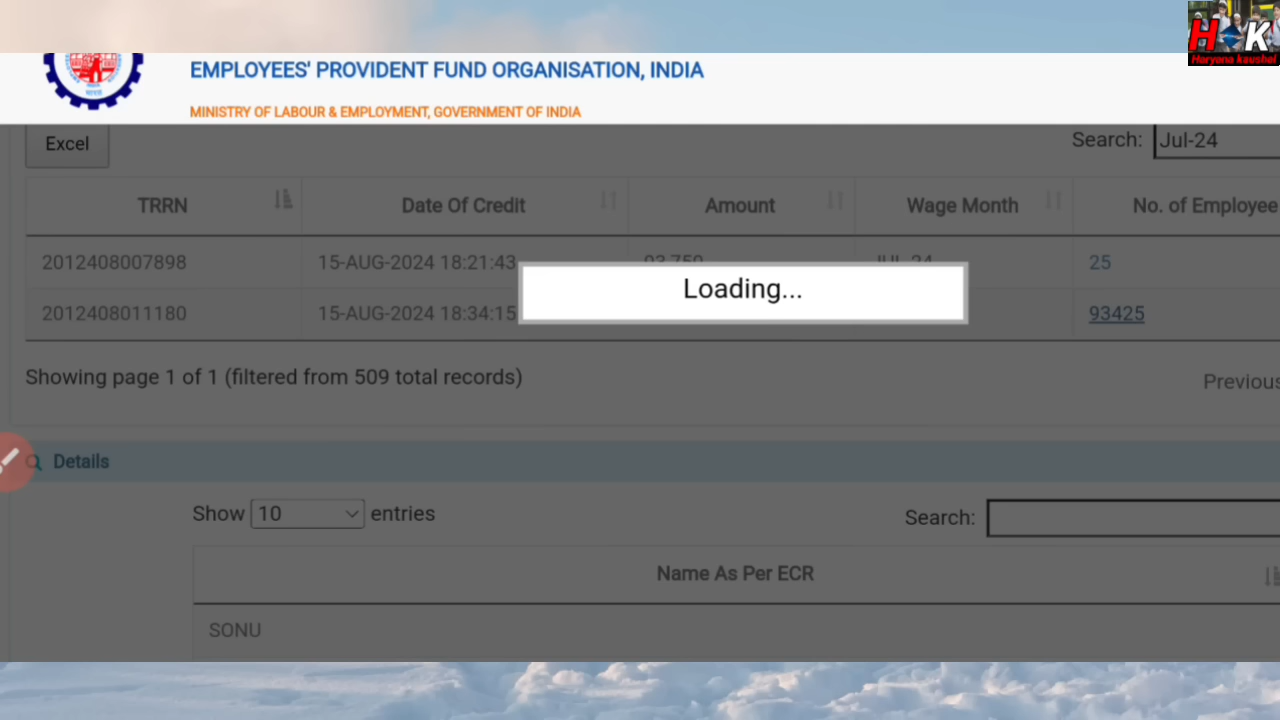 H K
Haryana kaushal
EMPLOYEES' PROVIDENT FUND ORGANISATION, INDIA
MINISTRY OF LABOUR & EMPLOYMENT, GOVERNMENT OF INDIA
Excel
Search: Jul-24
TRRN Date Of Credit Amount Wage Month No. of Employee
2012408007898 15-AUG-2024 18:21:43 25
Loading...
2012408011180 15-AUG-2024 18:34:15 93425
Showing page 1 of 1 (filtered from 509 total records)
Previous
Details
Show 10 entries
Search:
Name As Per ECR
SONU